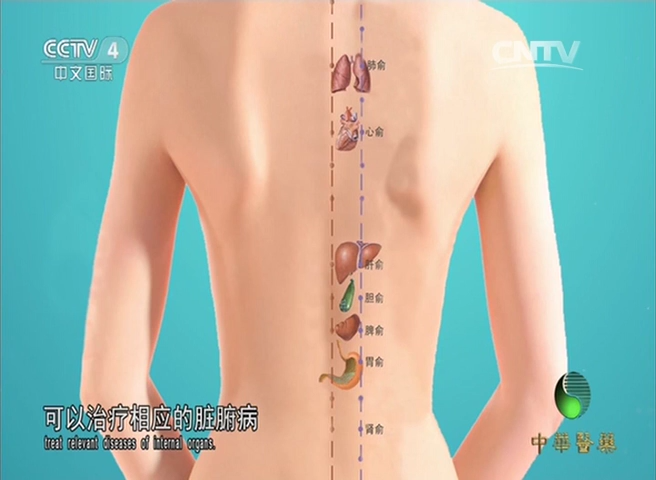 CCTV 4
中文国际
CNTV
肺俞
心俞
肝俞
胆俞
脾俞
胃俞
肾俞
可以治疗相应的脏腑病
treat relevant diseases of internal organs.
中華醫藥